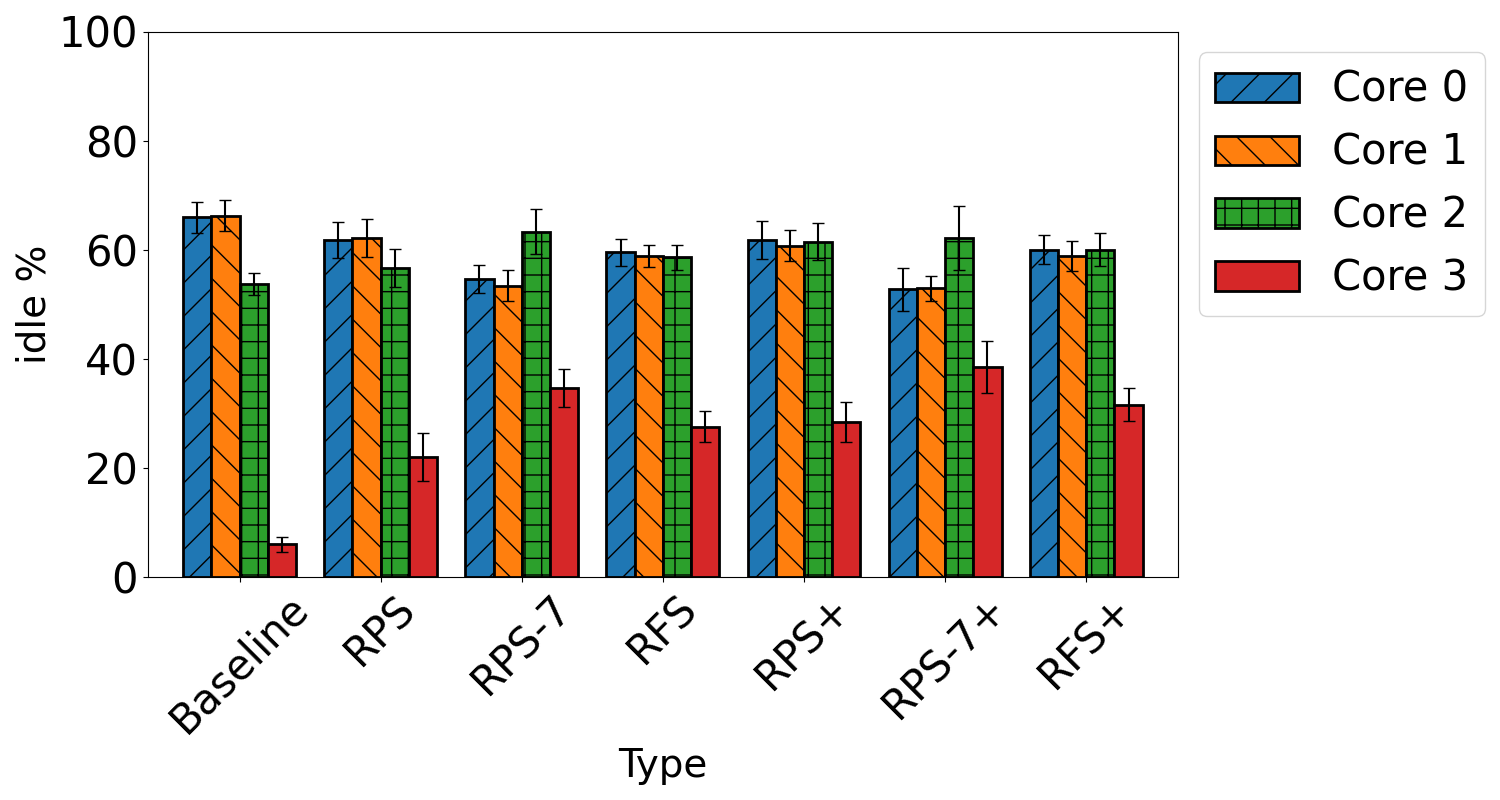 100
80
60
40
20
0
idle %
Baseline
RPS
RPS-7
RFS
RPS+
RPS-7+
RFS+
Type
Core 0
Core 1
Core 2
Core 3